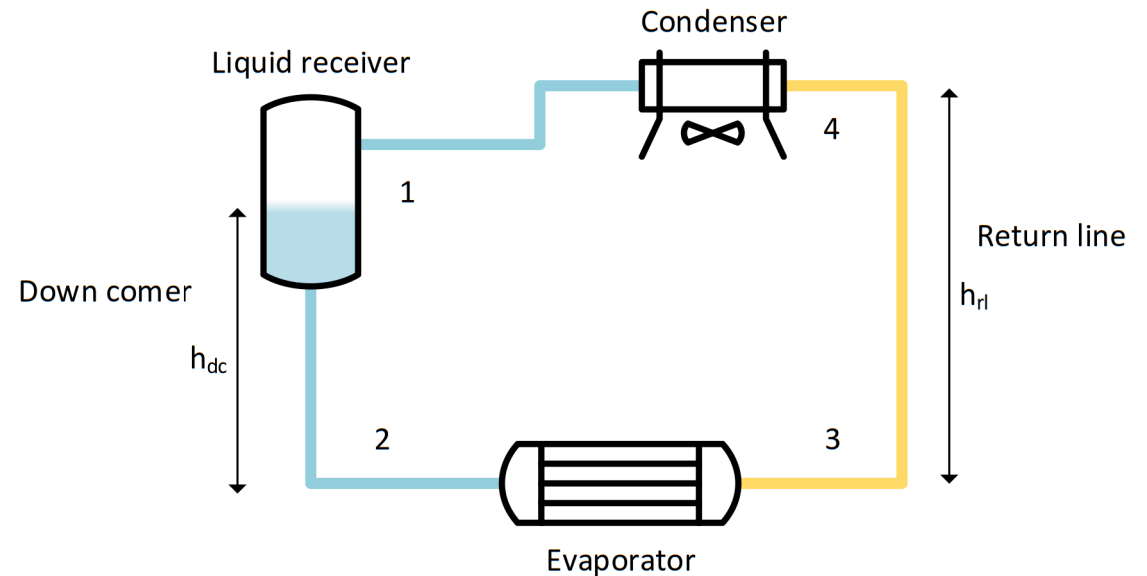 Condenser
Liquid receiver
4
1
Return line
Down comer
h_rl
h_dc
2
3
Evaporator